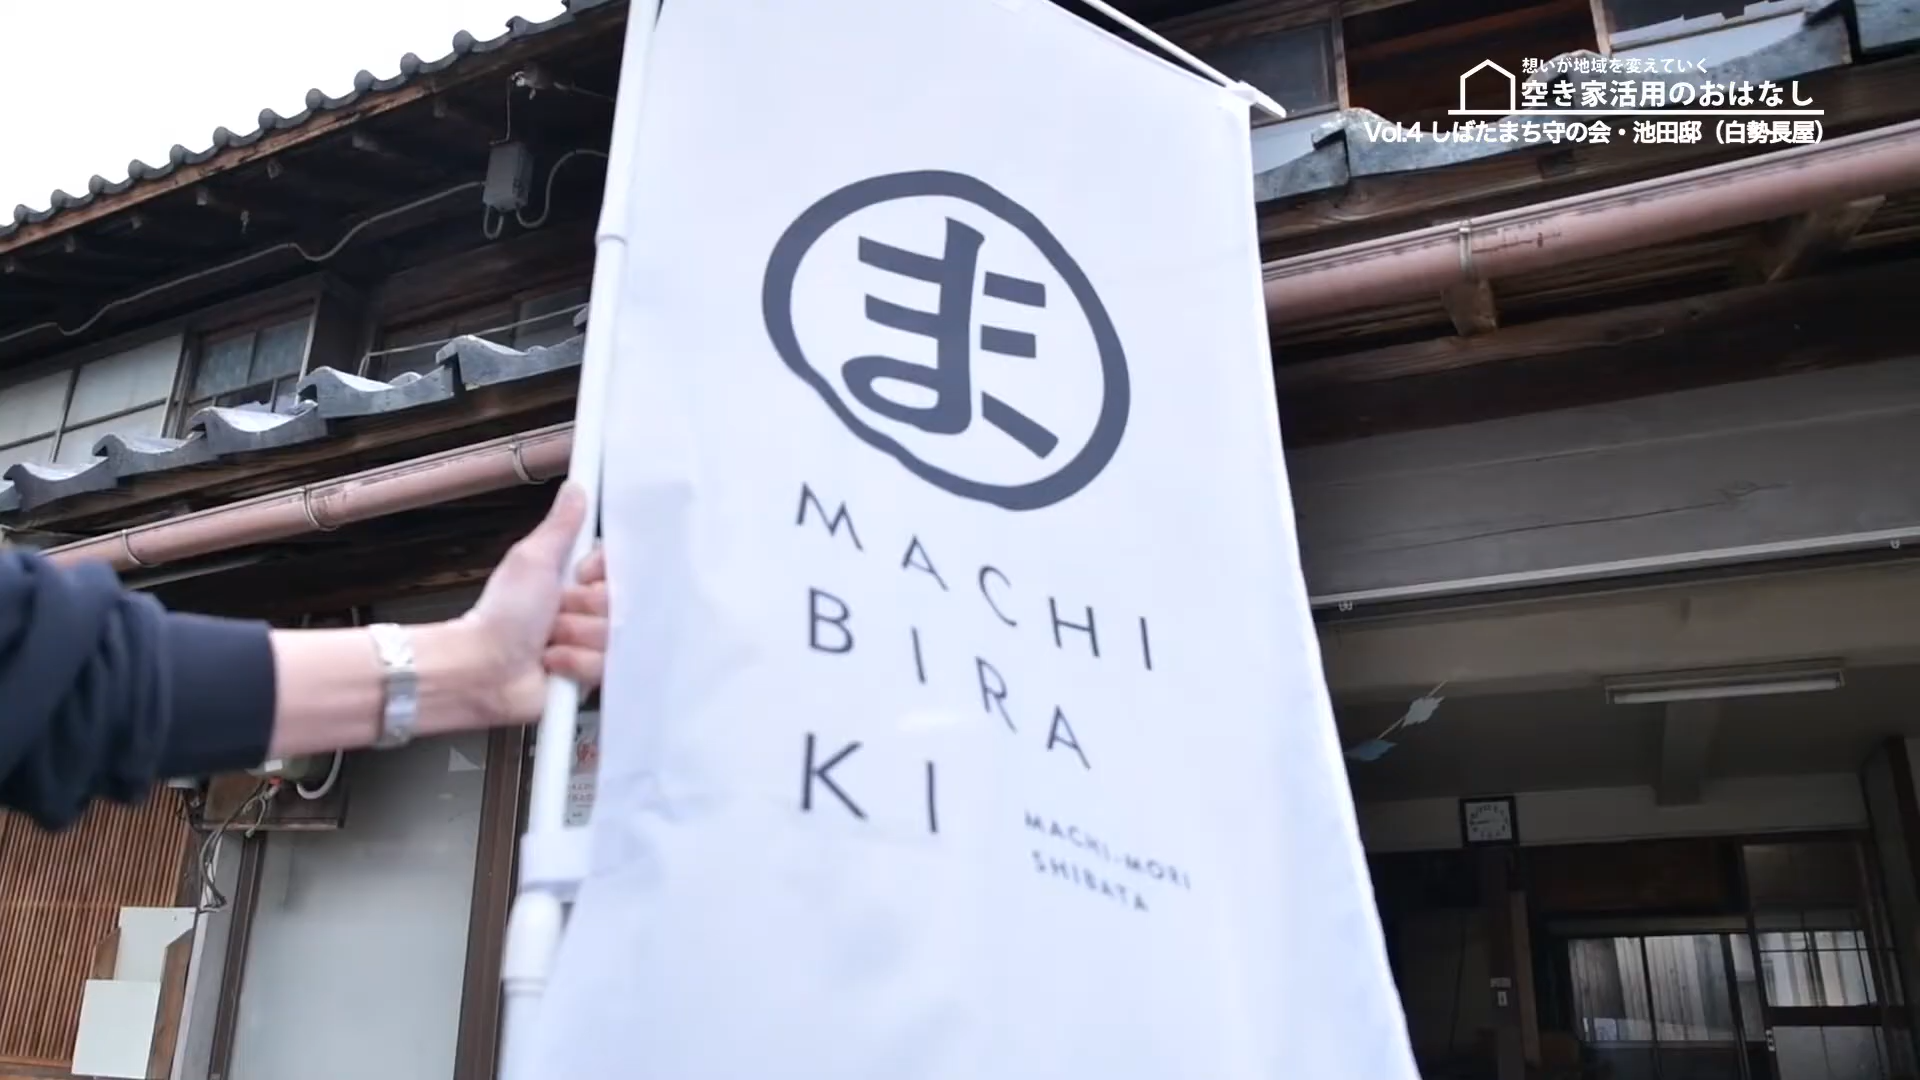 想いが地域を変えていく
空き家活用のおはなし
Vol.4 しばたまち守の会・池田邸（白勢長屋）
ま
MACHI
BIRA
KI
MACHI-MORI
SHIBATA